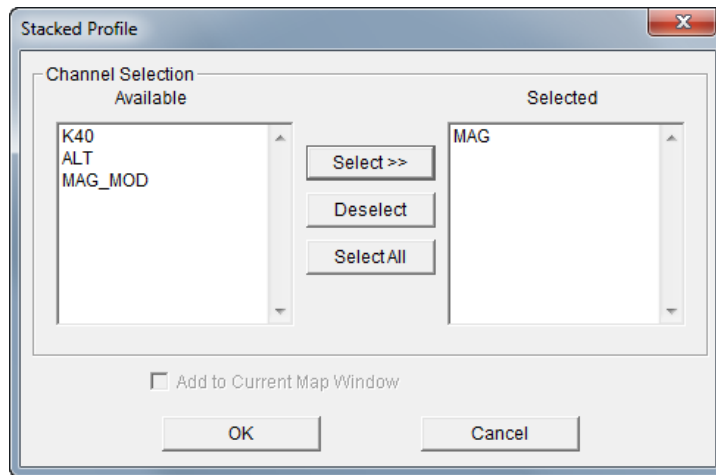 Stacked Profile
Channel Selection
Available
Selected
K40
ALT
MAG_MOD
Select >>
Deselect
Select All
MAG
Add to Current Map Window
OK
Cancel